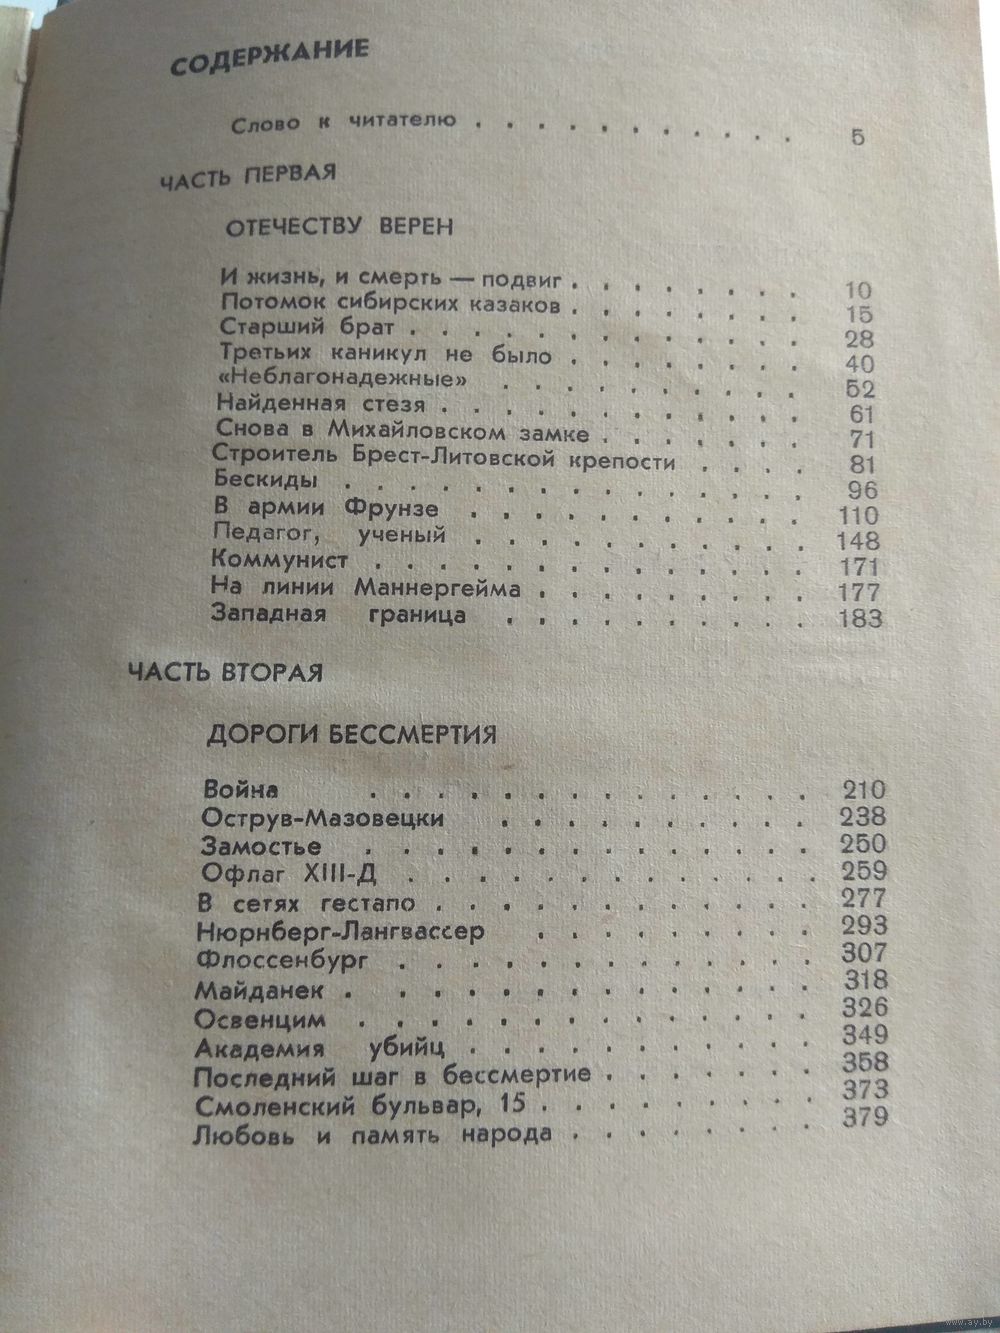 СОДЕРЖАНИЕ
Слово к читателю . . . . . . . . . . . 5
ЧАСТЬ ПЕРВАЯ
ОТЕЧЕСТВУ ВЕРЕН
И жизнь, и смерть — подвиг . . . . . . . . 10
Потомок сибирских казаков . . . . . . . . 15
Старший брат . . . . . . . . . . . . . 28
Третьих каникул не было . . . . . . . . 40
«Неблагонадежные» . . . . . . . . . . 52
Найденная стезя . . . . . . . . . . . . 61
Снова в Михайловском замке . . . . . . . 71
Строитель Брест-Литовской крепости . . . . 81
Бескиды . . . . . . . . . . . . . . . 96
В армии Фрунзе . . . . . . . . . . . 110
Педагог, ученый . . . . . . . . . . . 148
Коммунист . . . . . . . . . . . . . . 171
На линии Маннергейма . . . . . . . . . 177
Западная граница . . . . . . . . . . 183
ЧАСТЬ ВТОРАЯ
ДОРОГИ БЕССМЕРТИЯ
Война . . . . . . . . . . . . . . 210
Острув-Мазовецки . . . . . . . . . . 238
Замостье . . . . . . . . . . . . . . 250
Офлаг XIII-Д . . . . . . . . . . . . . 259
В сетях гестапо . . . . . . . . . . . . 277
Нюрнберг-Лангвассер . . . . . . . . . 293
Флоссенбург . . . . . . . . . . . . . 307
Майданек . . . . . . . . . . . . . . 318
Освенцим . . . . . . . . . . . . . . 326
Академия убийц . . . . . . . . . . . 349
Последний шаг в бессмертие . . . . . . . 358
Смоленский бульвар, 15 . . . . . . . . . 373
Любовь и память народа . . . . . . . . 379
www.ay.by